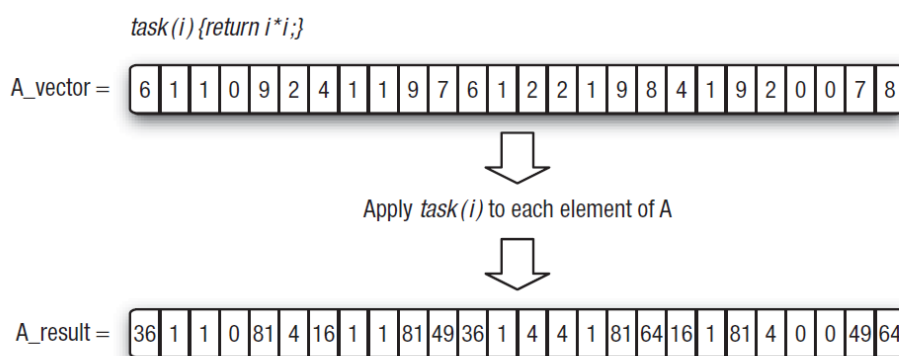 task(i) {return i*i;}
A_vector = 6 1 1 0 9 2 4 1 1 9 7 6 1 2 2 1 9 8 4 1 9 2 0 0 7 8
Apply task(i) to each element of A
A_result = 36 1 1 0 81 4 16 1 1 81 49 36 1 4 4 1 81 64 16 1 81 4 0 0 49 64